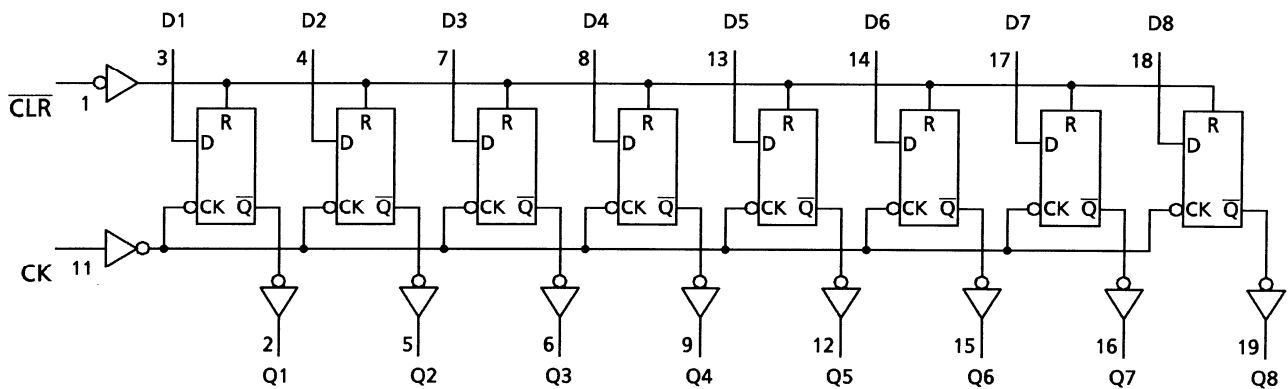 D1 D2 D3 D4 D5 D6 D7 D8
3 4 7 8 13 14 17 18
C̅L̅R̅ 1
R R R R R R R R
D D D D D D D D
CK Q̅ CK Q̅ CK Q̅ CK Q̅ CK Q̅ CK Q̅ CK Q̅ CK Q̅
CK 11
2 5 6 9 12 15 16 19
Q1 Q2 Q3 Q4 Q5 Q6 Q7 Q8